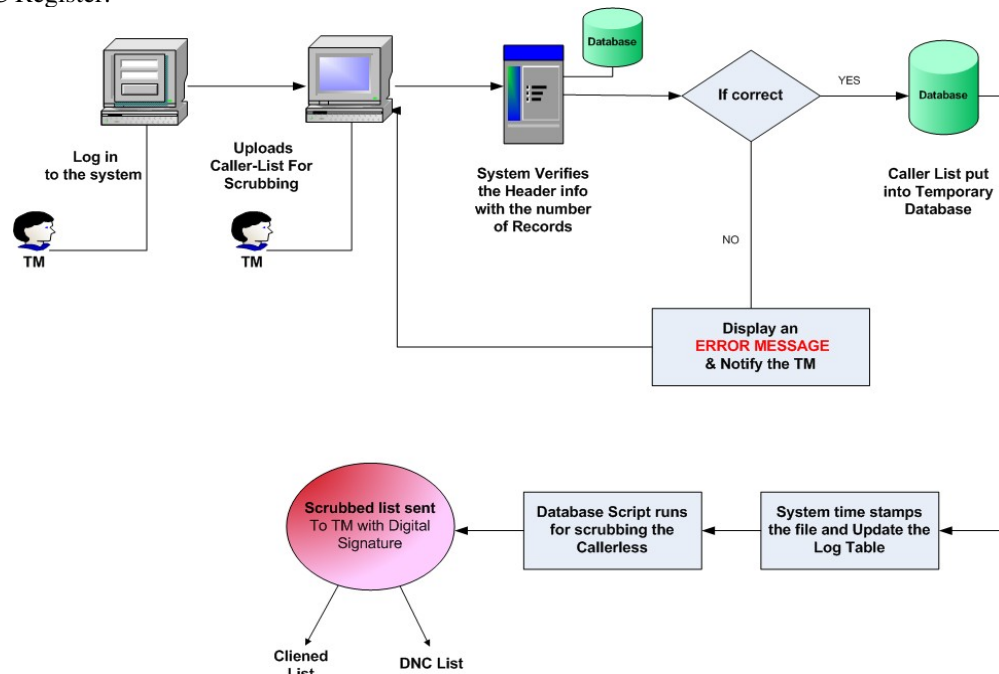 Register.
Database
Log in
to the system
TM
Uploads
Caller-List For
Scrubbing
TM
System Verifies
the Header info
with the number
of Records
If correct
YES
Database
Caller List put
into Temporary
Database
NO
Display an
ERROR MESSAGE
& Notify the TM
Scrubbed list sent
To TM with Digital
Signature
Database Script runs
for scrubbing the
Callerless
System time stamps
the file and Update the
Log Table
Cliened
List
DNC List